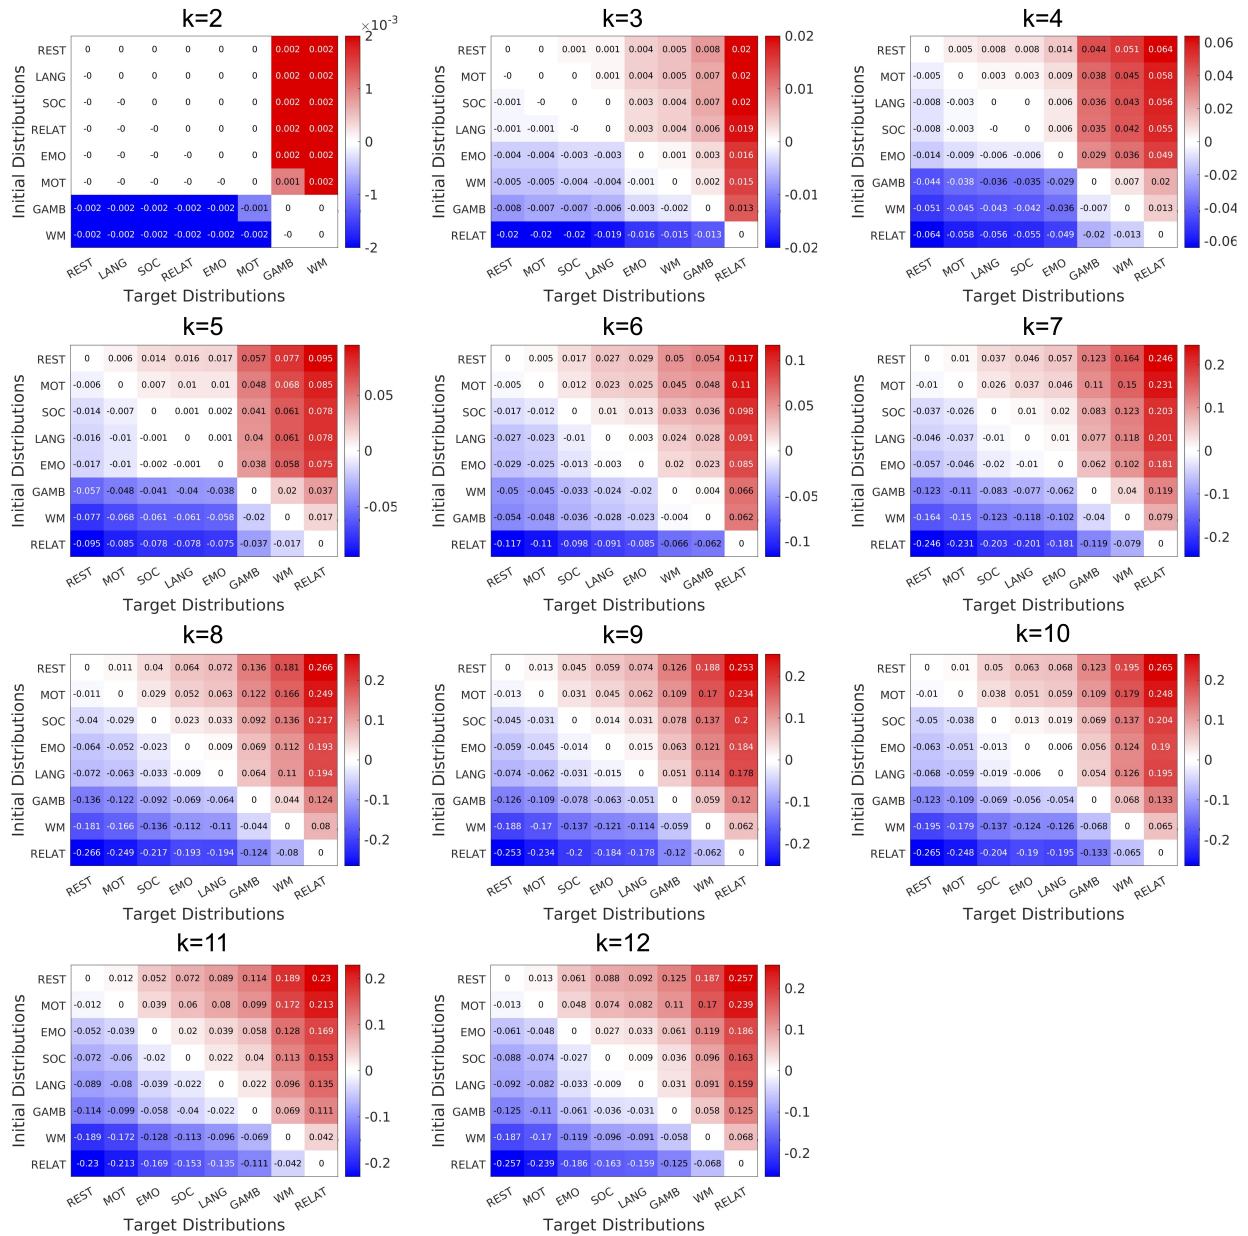 k=2
×10⁻³
REST 0 0 0 0 0 0 0.002 0.002 2
LANG -0 0 0 0 0 0 0.002 0.002
SOC -0 -0 0 0 0 0 0.002 0.002 1
RELAT -0 -0 -0 0 0 0 0.002 0.002 0
EMO -0 -0 -0 -0 0 0 0.002 0.002
MOT -0 -0 -0 -0 -0 0 0.001 0.002 -1
GAMB -0.002 -0.002 -0.002 -0.002 -0.002 -0.001 0 0
WM -0.002 -0.002 -0.002 -0.002 -0.002 -0.002 -0 0 -2
REST LANG SOC RELAT EMO MOT GAMB WM
Initial Distributions
Target Distributions
k=3
REST 0 0 0.001 0.001 0.004 0.005 0.008 0.02 0.02
MOT -0 0 0 0.001 0.004 0.005 0.007 0.02
SOC -0.001 -0 0 0 0.003 0.004 0.007 0.02 0.01
LANG -0.001 -0.001 -0 0 0.003 0.004 0.006 0.019 0
EMO -0.004 -0.004 -0.003 -0.003 0 0.001 0.003 0.016
WM -0.005 -0.005 -0.004 -0.004 -0.001 0 0.002 0.015 -0.01
GAMB -0.008 -0.007 -0.007 -0.006 -0.003 -0.002 0 0.013
RELAT -0.02 -0.02 -0.02 -0.019 -0.016 -0.015 -0.013 0 -0.02
REST MOT SOC LANG EMO WM GAMB RELAT
Initial Distributions
Target Distributions
k=4
REST 0 0.005 0.008 0.008 0.014 0.044 0.051 0.064 0.06
MOT -0.005 0 0.003 0.003 0.009 0.038 0.045 0.058 0.04
LANG -0.008 -0.003 0 0 0.006 0.036 0.043 0.056 0.02
SOC -0.008 -0.003 -0 0 0.006 0.035 0.042 0.055 0
EMO -0.014 -0.009 -0.006 -0.006 0 0.029 0.036 0.049
GAMB -0.044 -0.038 -0.036 -0.035 -0.029 0 0.007 0.02 -0.02
WM -0.051 -0.045 -0.043 -0.042 -0.036 -0.007 0 0.013 -0.04
RELAT -0.064 -0.058 -0.056 -0.055 -0.049 -0.02 -0.013 0 -0.06
REST MOT LANG SOC EMO GAMB WM RELAT
Initial Distributions
Target Distributions
k=5
REST 0 0.006 0.014 0.016 0.017 0.057 0.077 0.095
MOT -0.006 0 0.007 0.01 0.01 0.048 0.068 0.085 0.05
SOC -0.014 -0.007 0 0.001 0.002 0.041 0.061 0.078
LANG -0.016 -0.01 -0.001 0 0.001 0.04 0.061 0.078 0
EMO -0.017 -0.01 -0.002 -0.001 0 0.038 0.058 0.075
GAMB -0.057 -0.048 -0.041 -0.04 -0.038 0 0.02 0.037 -0.05
WM -0.077 -0.068 -0.061 -0.061 -0.058 -0.02 0 0.017
RELAT -0.095 -0.085 -0.078 -0.078 -0.075 -0.037 -0.017 0
REST MOT SOC LANG EMO GAMB WM RELAT
Initial Distributions
Target Distributions
k=6
REST 0 0.005 0.017 0.027 0.029 0.05 0.054 0.117 0.1
MOT -0.005 0 0.012 0.023 0.025 0.045 0.048 0.11
SOC -0.017 -0.012 0 0.01 0.013 0.033 0.036 0.098 0.05
LANG -0.027 -0.023 -0.01 0 0.003 0.024 0.028 0.091 0
EMO -0.029 -0.025 -0.013 -0.003 0 0.02 0.023 0.085
WM -0.05 -0.045 -0.033 -0.024 -0.02 0 0.004 0.066 -0.05
GAMB -0.054 -0.048 -0.036 -0.028 -0.023 -0.004 0 0.062
RELAT -0.117 -0.11 -0.098 -0.091 -0.085 -0.066 -0.062 0 -0.1
REST MOT SOC LANG EMO WM GAMB RELAT
Initial Distributions
Target Distributions
k=7
REST 0 0.01 0.037 0.046 0.057 0.123 0.164 0.246 0.2
MOT -0.01 0 0.026 0.037 0.046 0.11 0.15 0.231
SOC -0.037 -0.026 0 0.01 0.02 0.083 0.123 0.203 0.1
LANG -0.046 -0.037 -0.01 0 0.01 0.077 0.118 0.201 0
EMO -0.057 -0.046 -0.02 -0.01 0 0.062 0.102 0.181
GAMB -0.123 -0.11 -0.083 -0.077 -0.062 0 0.04 0.119 -0.1
WM -0.164 -0.15 -0.123 -0.118 -0.102 -0.04 0 0.079
RELAT -0.246 -0.231 -0.203 -0.201 -0.181 -0.119 -0.079 0 -0.2
REST MOT SOC LANG EMO GAMB WM RELAT
Initial Distributions
Target Distributions
k=8
REST 0 0.011 0.04 0.064 0.072 0.136 0.181 0.266 0.2
MOT -0.011 0 0.029 0.052 0.063 0.122 0.166 0.249
SOC -0.04 -0.029 0 0.023 0.033 0.092 0.136 0.217 0.1
EMO -0.064 -0.052 -0.023 0 0.009 0.069 0.112 0.193 0
LANG -0.072 -0.063 -0.033 -0.009 0 0.064 0.11 0.194
GAMB -0.136 -0.122 -0.092 -0.069 -0.064 0 0.044 0.124 -0.1
WM -0.181 -0.166 -0.136 -0.112 -0.11 -0.044 0 0.08
RELAT -0.266 -0.249 -0.217 -0.193 -0.194 -0.124 -0.08 0 -0.2
REST MOT SOC EMO LANG GAMB WM RELAT
Initial Distributions
Target Distributions
k=9
REST 0 0.013 0.045 0.059 0.074 0.126 0.188 0.253 0.2
MOT -0.013 0 0.031 0.045 0.062 0.109 0.17 0.234
SOC -0.045 -0.031 0 0.014 0.031 0.078 0.137 0.2 0.1
EMO -0.059 -0.045 -0.014 0 0.015 0.063 0.121 0.184 0
LANG -0.074 -0.062 -0.031 -0.015 0 0.051 0.114 0.178
GAMB -0.126 -0.109 -0.078 -0.063 -0.051 0 0.059 0.12 -0.1
WM -0.188 -0.17 -0.137 -0.121 -0.114 -0.059 0 0.062
RELAT -0.253 -0.234 -0.2 -0.184 -0.178 -0.12 -0.062 0 -0.2
REST MOT SOC EMO LANG GAMB WM RELAT
Initial Distributions
Target Distributions
k=10
REST 0 0.01 0.05 0.063 0.068 0.123 0.195 0.265 0.2
MOT -0.01 0 0.038 0.051 0.059 0.109 0.179 0.248
SOC -0.05 -0.038 0 0.013 0.019 0.069 0.137 0.204 0.1
EMO -0.063 -0.051 -0.013 0 0.006 0.056 0.124 0.19 0
LANG -0.068 -0.059 -0.019 -0.006 0 0.054 0.126 0.195
GAMB -0.123 -0.109 -0.069 -0.056 -0.054 0 0.068 0.133 -0.1
WM -0.195 -0.179 -0.137 -0.124 -0.126 -0.068 0 0.065
RELAT -0.265 -0.248 -0.204 -0.19 -0.195 -0.133 -0.065 0 -0.2
REST MOT SOC EMO LANG GAMB WM RELAT
Initial Distributions
Target Distributions
k=11
REST 0 0.012 0.052 0.072 0.089 0.114 0.189 0.23 0.2
MOT -0.012 0 0.039 0.06 0.08 0.099 0.172 0.213
EMO -0.052 -0.039 0 0.02 0.039 0.058 0.128 0.169 0.1
SOC -0.072 -0.06 -0.02 0 0.022 0.04 0.113 0.153 0
LANG -0.089 -0.08 -0.039 -0.022 0 0.022 0.096 0.135
GAMB -0.114 -0.099 -0.058 -0.04 -0.022 0 0.069 0.111 -0.1
WM -0.189 -0.172 -0.128 -0.113 -0.096 -0.069 0 0.042
RELAT -0.23 -0.213 -0.169 -0.153 -0.135 -0.111 -0.042 0 -0.2
REST MOT EMO SOC LANG GAMB WM RELAT
Initial Distributions
Target Distributions
k=12
REST 0 0.013 0.061 0.088 0.092 0.125 0.187 0.257 0.2
MOT -0.013 0 0.048 0.074 0.082 0.11 0.17 0.239
EMO -0.061 -0.048 0 0.027 0.033 0.061 0.119 0.186 0.1
SOC -0.088 -0.074 -0.027 0 0.009 0.036 0.096 0.163 0
LANG -0.092 -0.082 -0.033 -0.009 0 0.031 0.091 0.159
GAMB -0.125 -0.11 -0.061 -0.036 -0.031 0 0.058 0.125 -0.1
WM -0.187 -0.17 -0.119 -0.096 -0.091 -0.058 0 0.068
RELAT -0.257 -0.239 -0.186 -0.163 -0.159 -0.125 -0.068 0 -0.2
REST MOT EMO SOC LANG GAMB WM RELAT
Initial Distributions
Target Distributions